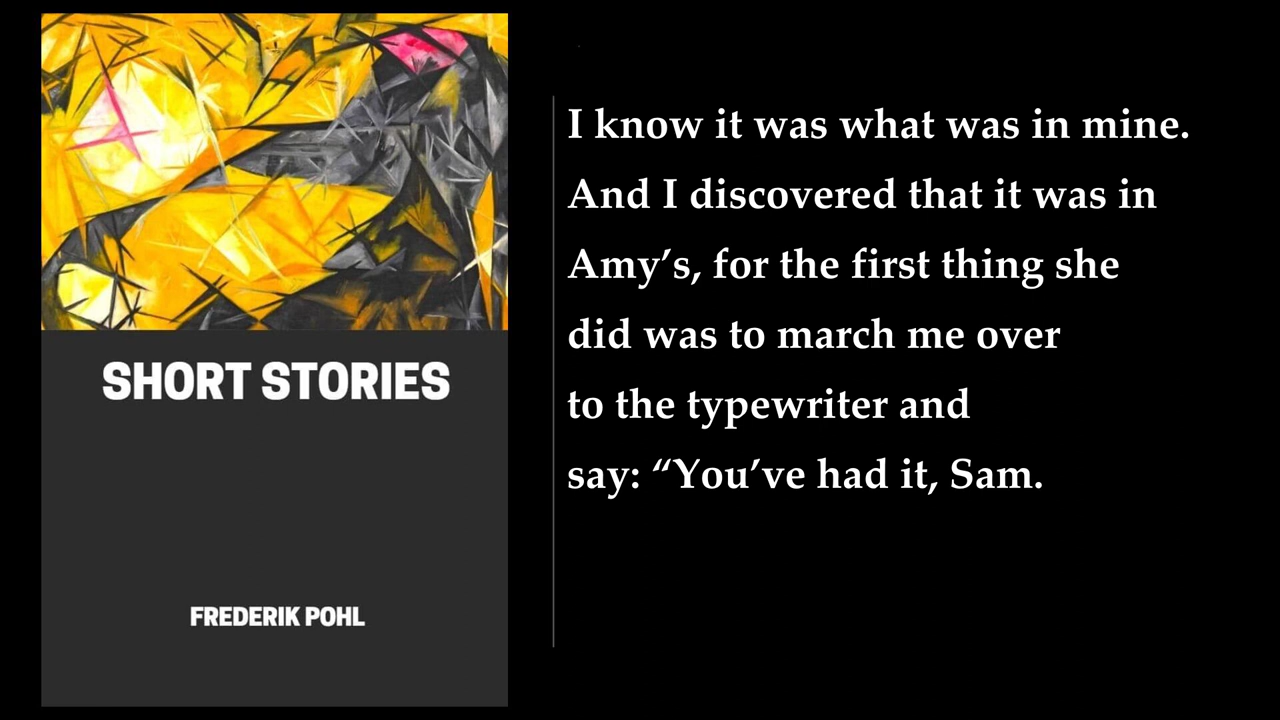 SHORT STORIES
FREDERIK POHL
I know it was what was in mine.
And I discovered that it was in
Amy’s, for the first thing she
did was to march me over
to the typewriter and
say: “You’ve had it, Sam.